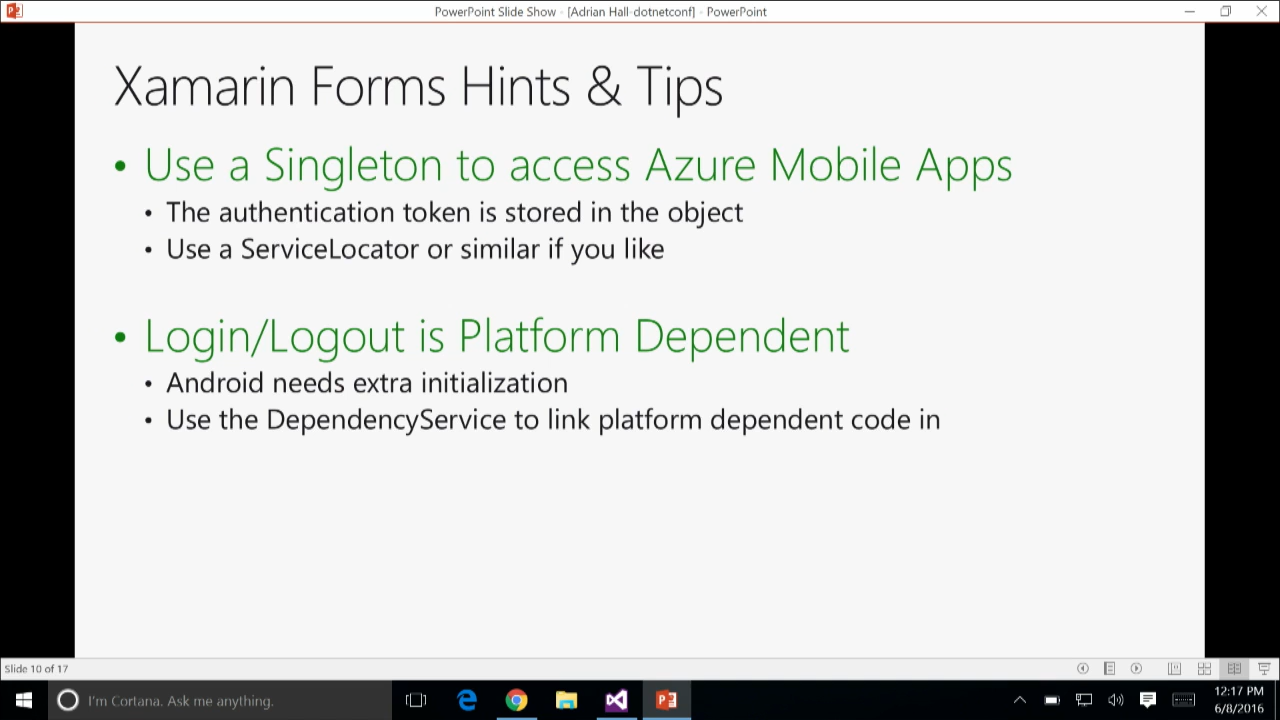 PowerPoint Slide Show - [Adrian Hall-dotnetconf] - PowerPoint
Xamarin Forms Hints & Tips
• Use a Singleton to access Azure Mobile Apps
• The authentication token is stored in the object
• Use a ServiceLocator or similar if you like
• Login/Logout is Platform Dependent
• Android needs extra initialization
• Use the DependencyService to link platform dependent code in
Slide 10 of 17
I'm Cortana. Ask me anything.
12:17 PM
6/8/2016